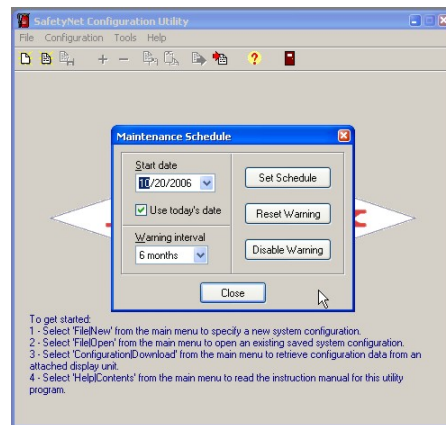 SafetyNet Configuration Utility
File Configuration Tools Help
Maintenance Schedule
Start date
10/20/2006
Set Schedule
Use today's date
Reset Warning
Warning interval
6 months
Disable Warning
Close
To get started:
1 - Select 'File|New' from the main menu to specify a new system configuration.
2 - Select 'File|Open' from the main menu to open an existing saved system configuration.
3 - Select 'Configuration|Download' from the main menu to retrieve configuration data from an
attached display unit.
4 - Select 'Help|Contents' from the main menu to read the instruction manual for this utility
program.